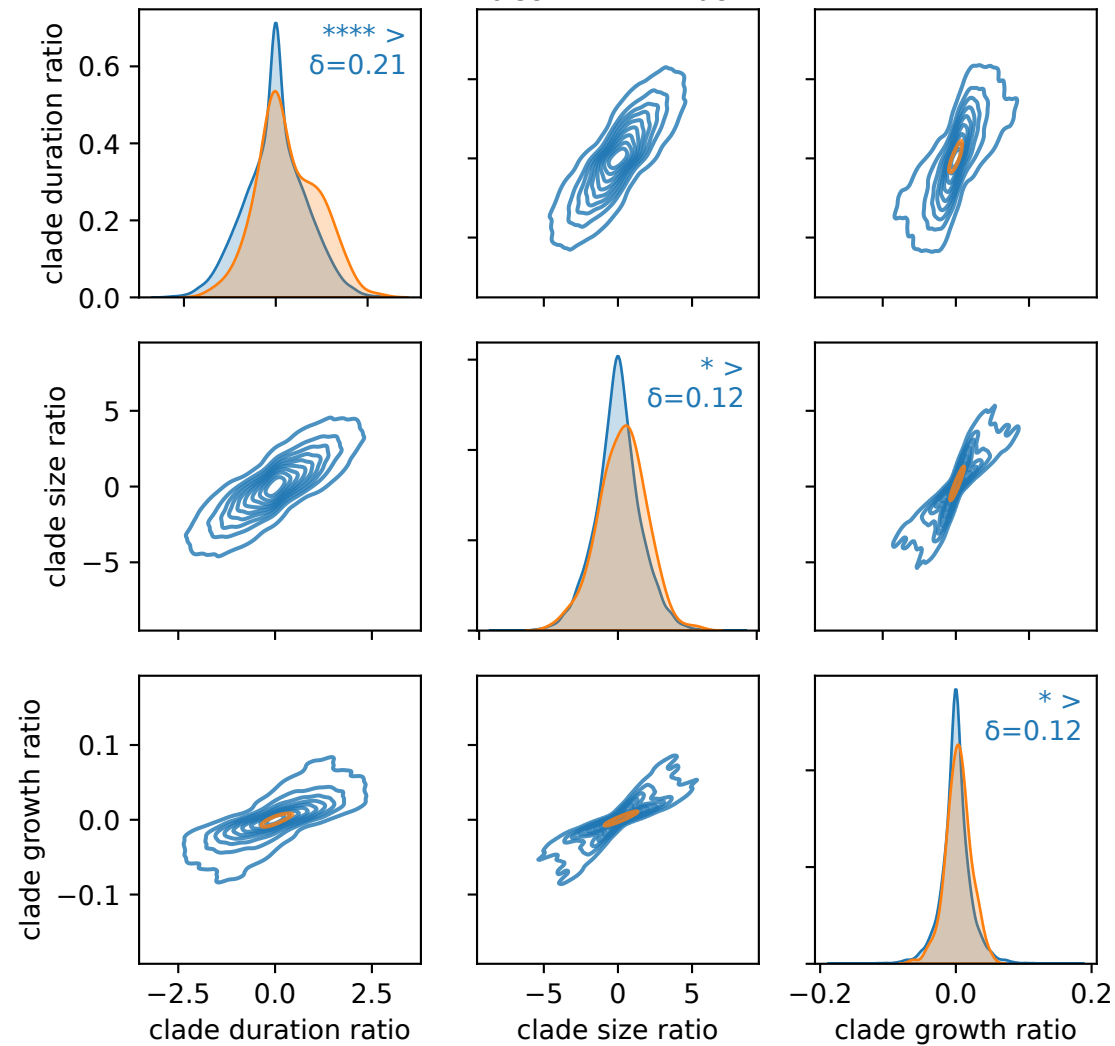 clade duration ratio
0.6
0.4
0.2
0.0
**** >
δ=0.21
clade size ratio
5
0
−5
* >
δ=0.12
clade growth ratio
0.1
0.0
−0.1
* >
δ=0.12
−2.5 0.0 2.5
−5 0 5
−0.2 0.0 0.2
clade duration ratio
clade size ratio
clade growth ratio